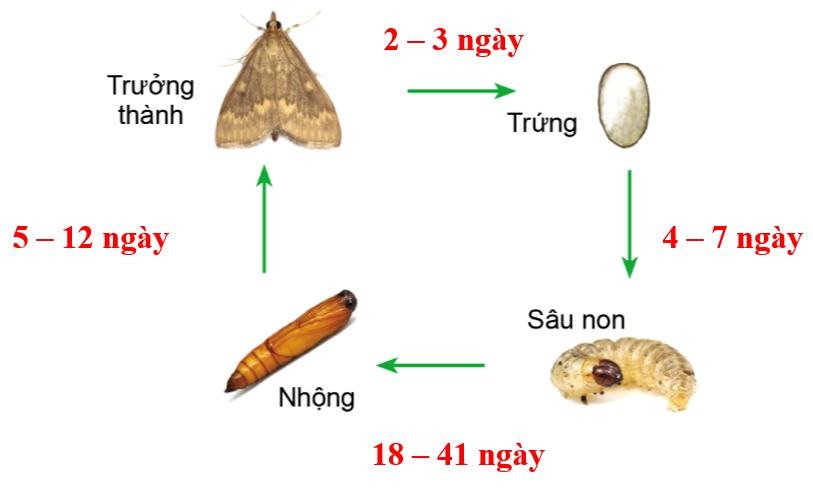 2 – 3 ngày
Trưởng
thành
Trứng
5 – 12 ngày
4 – 7 ngày
Sâu non
Nhộng
18 – 41 ngày